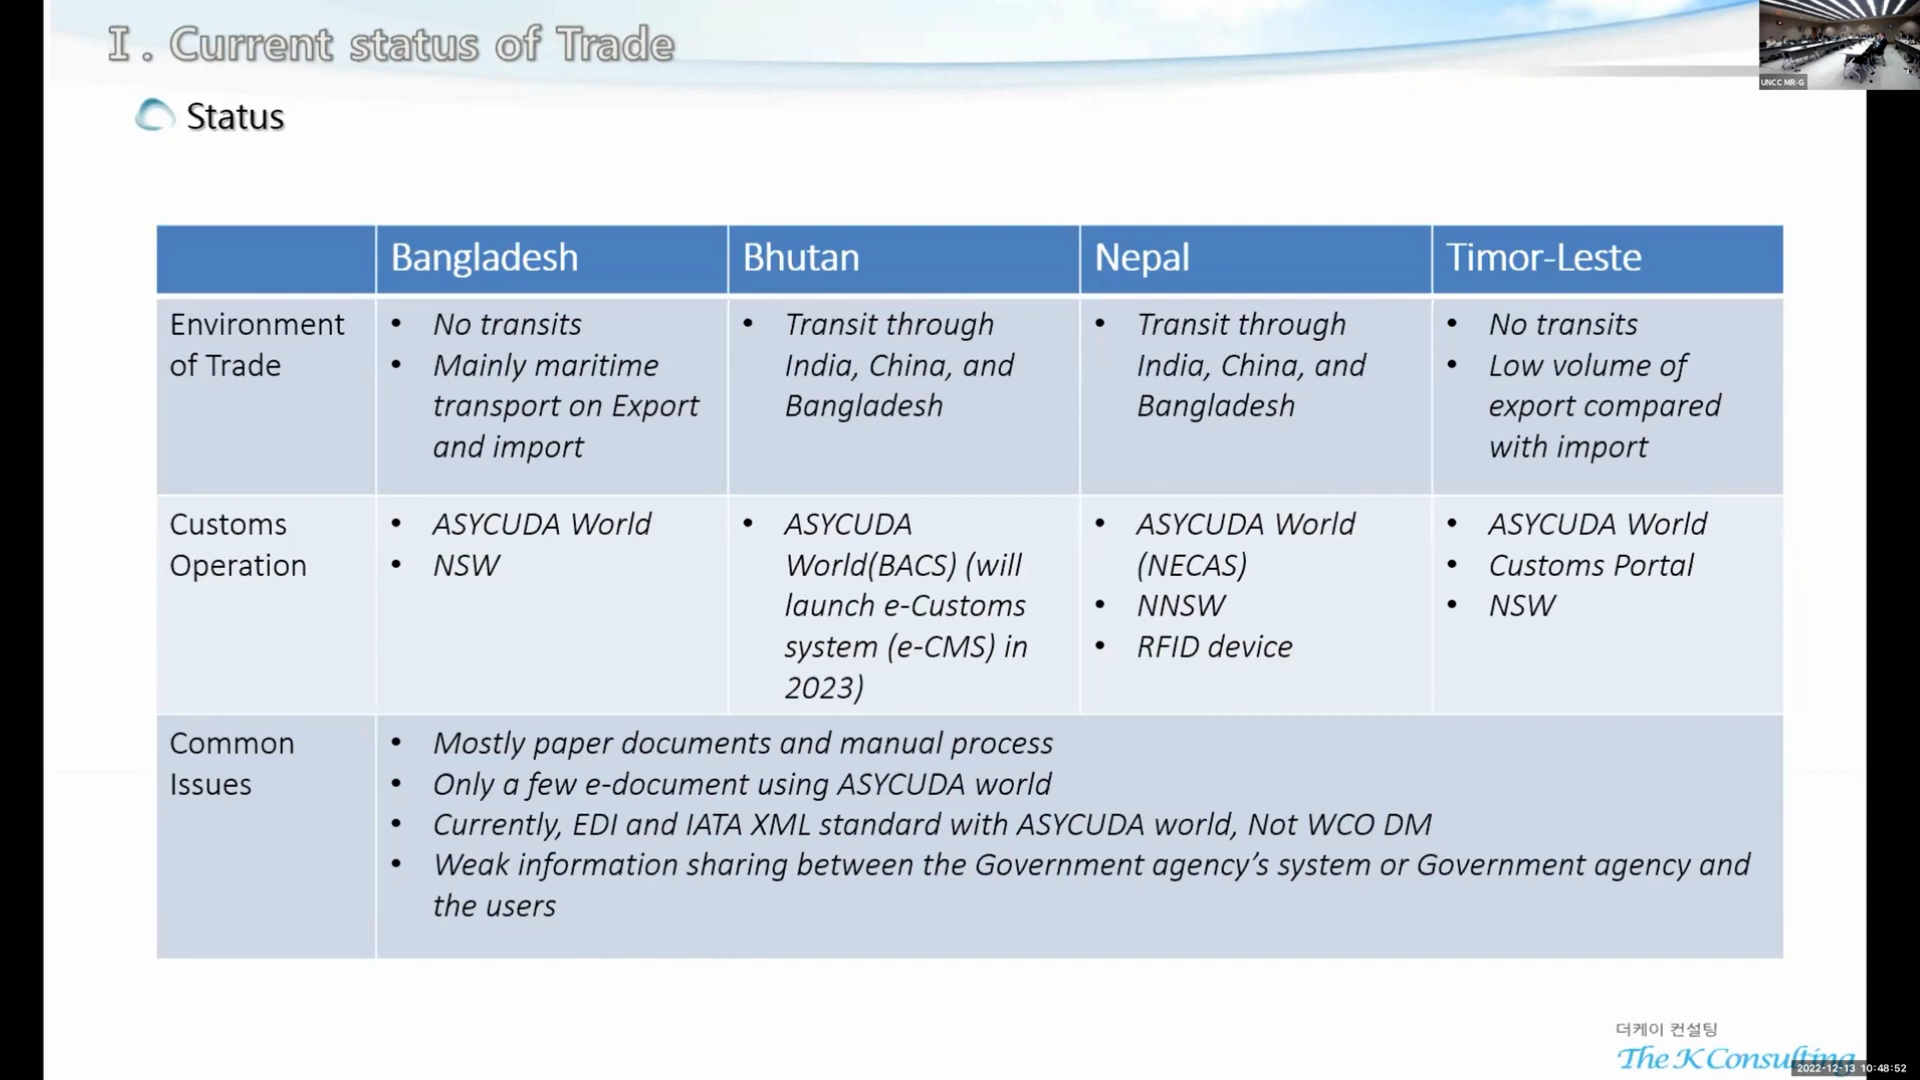 I. Current status of Trade
UNCC MR-G
Status
Bangladesh
Bhutan
Nepal
Timor-Leste
Environment
of Trade
• No transits
• Mainly maritime
transport on Export
and import
• Transit through
India, China, and
Bangladesh
• Transit through
India, China, and
Bangladesh
• No transits
• Low volume of
export compared
with import
Customs
Operation
• ASYCUDA World
• NSW
• ASYCUDA
World(BACS) (will
launch e-Customs
system (e-CMS) in
2023)
• ASYCUDA World
(NECAS)
• NNSW
• RFID device
• ASYCUDA World
• Customs Portal
• NSW
Common
Issues
• Mostly paper documents and manual process
• Only a few e-document using ASYCUDA world
• Currently, EDI and IATA XML standard with ASYCUDA world, Not WCO DM
• Weak information sharing between the Government agency’s system or Government agency and
the users
더케이 컨설팅
The K Consulting
2022-12-13 10:48:52